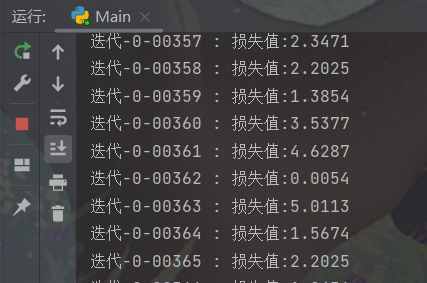 运行: Main
迭代-0-00357 : 损失值:2.3471
迭代-0-00358 : 损失值:2.2025
迭代-0-00359 : 损失值:1.3854
迭代-0-00360 : 损失值:3.5377
迭代-0-00361 : 损失值:4.6287
迭代-0-00362 : 损失值:0.0054
迭代-0-00363 : 损失值:5.0113
迭代-0-00364 : 损失值:1.5674
迭代-0-00365 : 损失值:2.2025